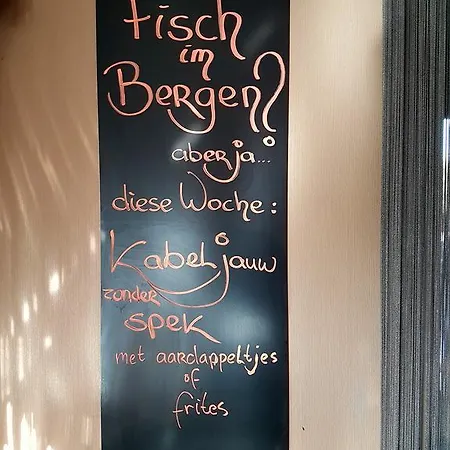 Fisch
im
Bergen?
aber ja...
diese Woche:
Kabeljauw
zonder
spek
met aardappeltjes
of
frites